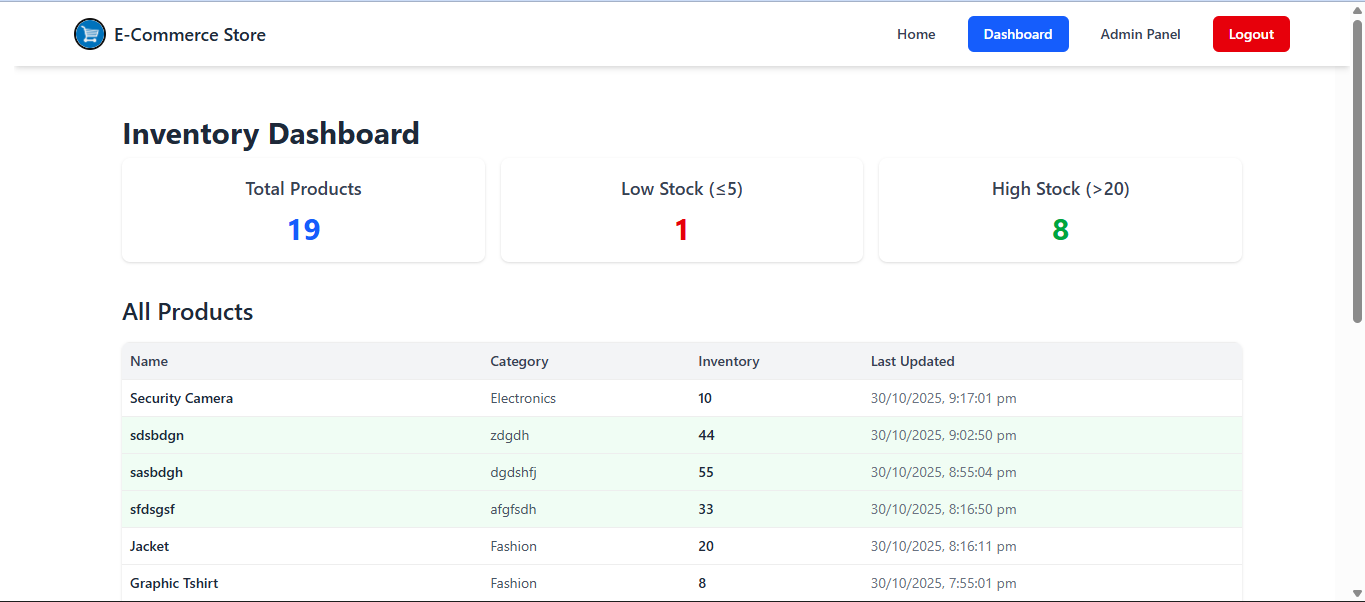 E-Commerce Store Home Dashboard Admin Panel Logout
Inventory Dashboard
Total Products Low Stock (≤5) High Stock (>20)
19 1 8
All Products
Name Category Inventory Last Updated
Security Camera Electronics 10 30/10/2025, 9:17:01 pm
sdsbdgn zdgdh 44 30/10/2025, 9:02:50 pm
sasbdgh dgdshfj 55 30/10/2025, 8:55:04 pm
sfdsgsf afgfsdh 33 30/10/2025, 8:16:50 pm
Jacket Fashion 20 30/10/2025, 8:16:11 pm
Graphic Tshirt Fashion 8 30/10/2025, 7:55:01 pm